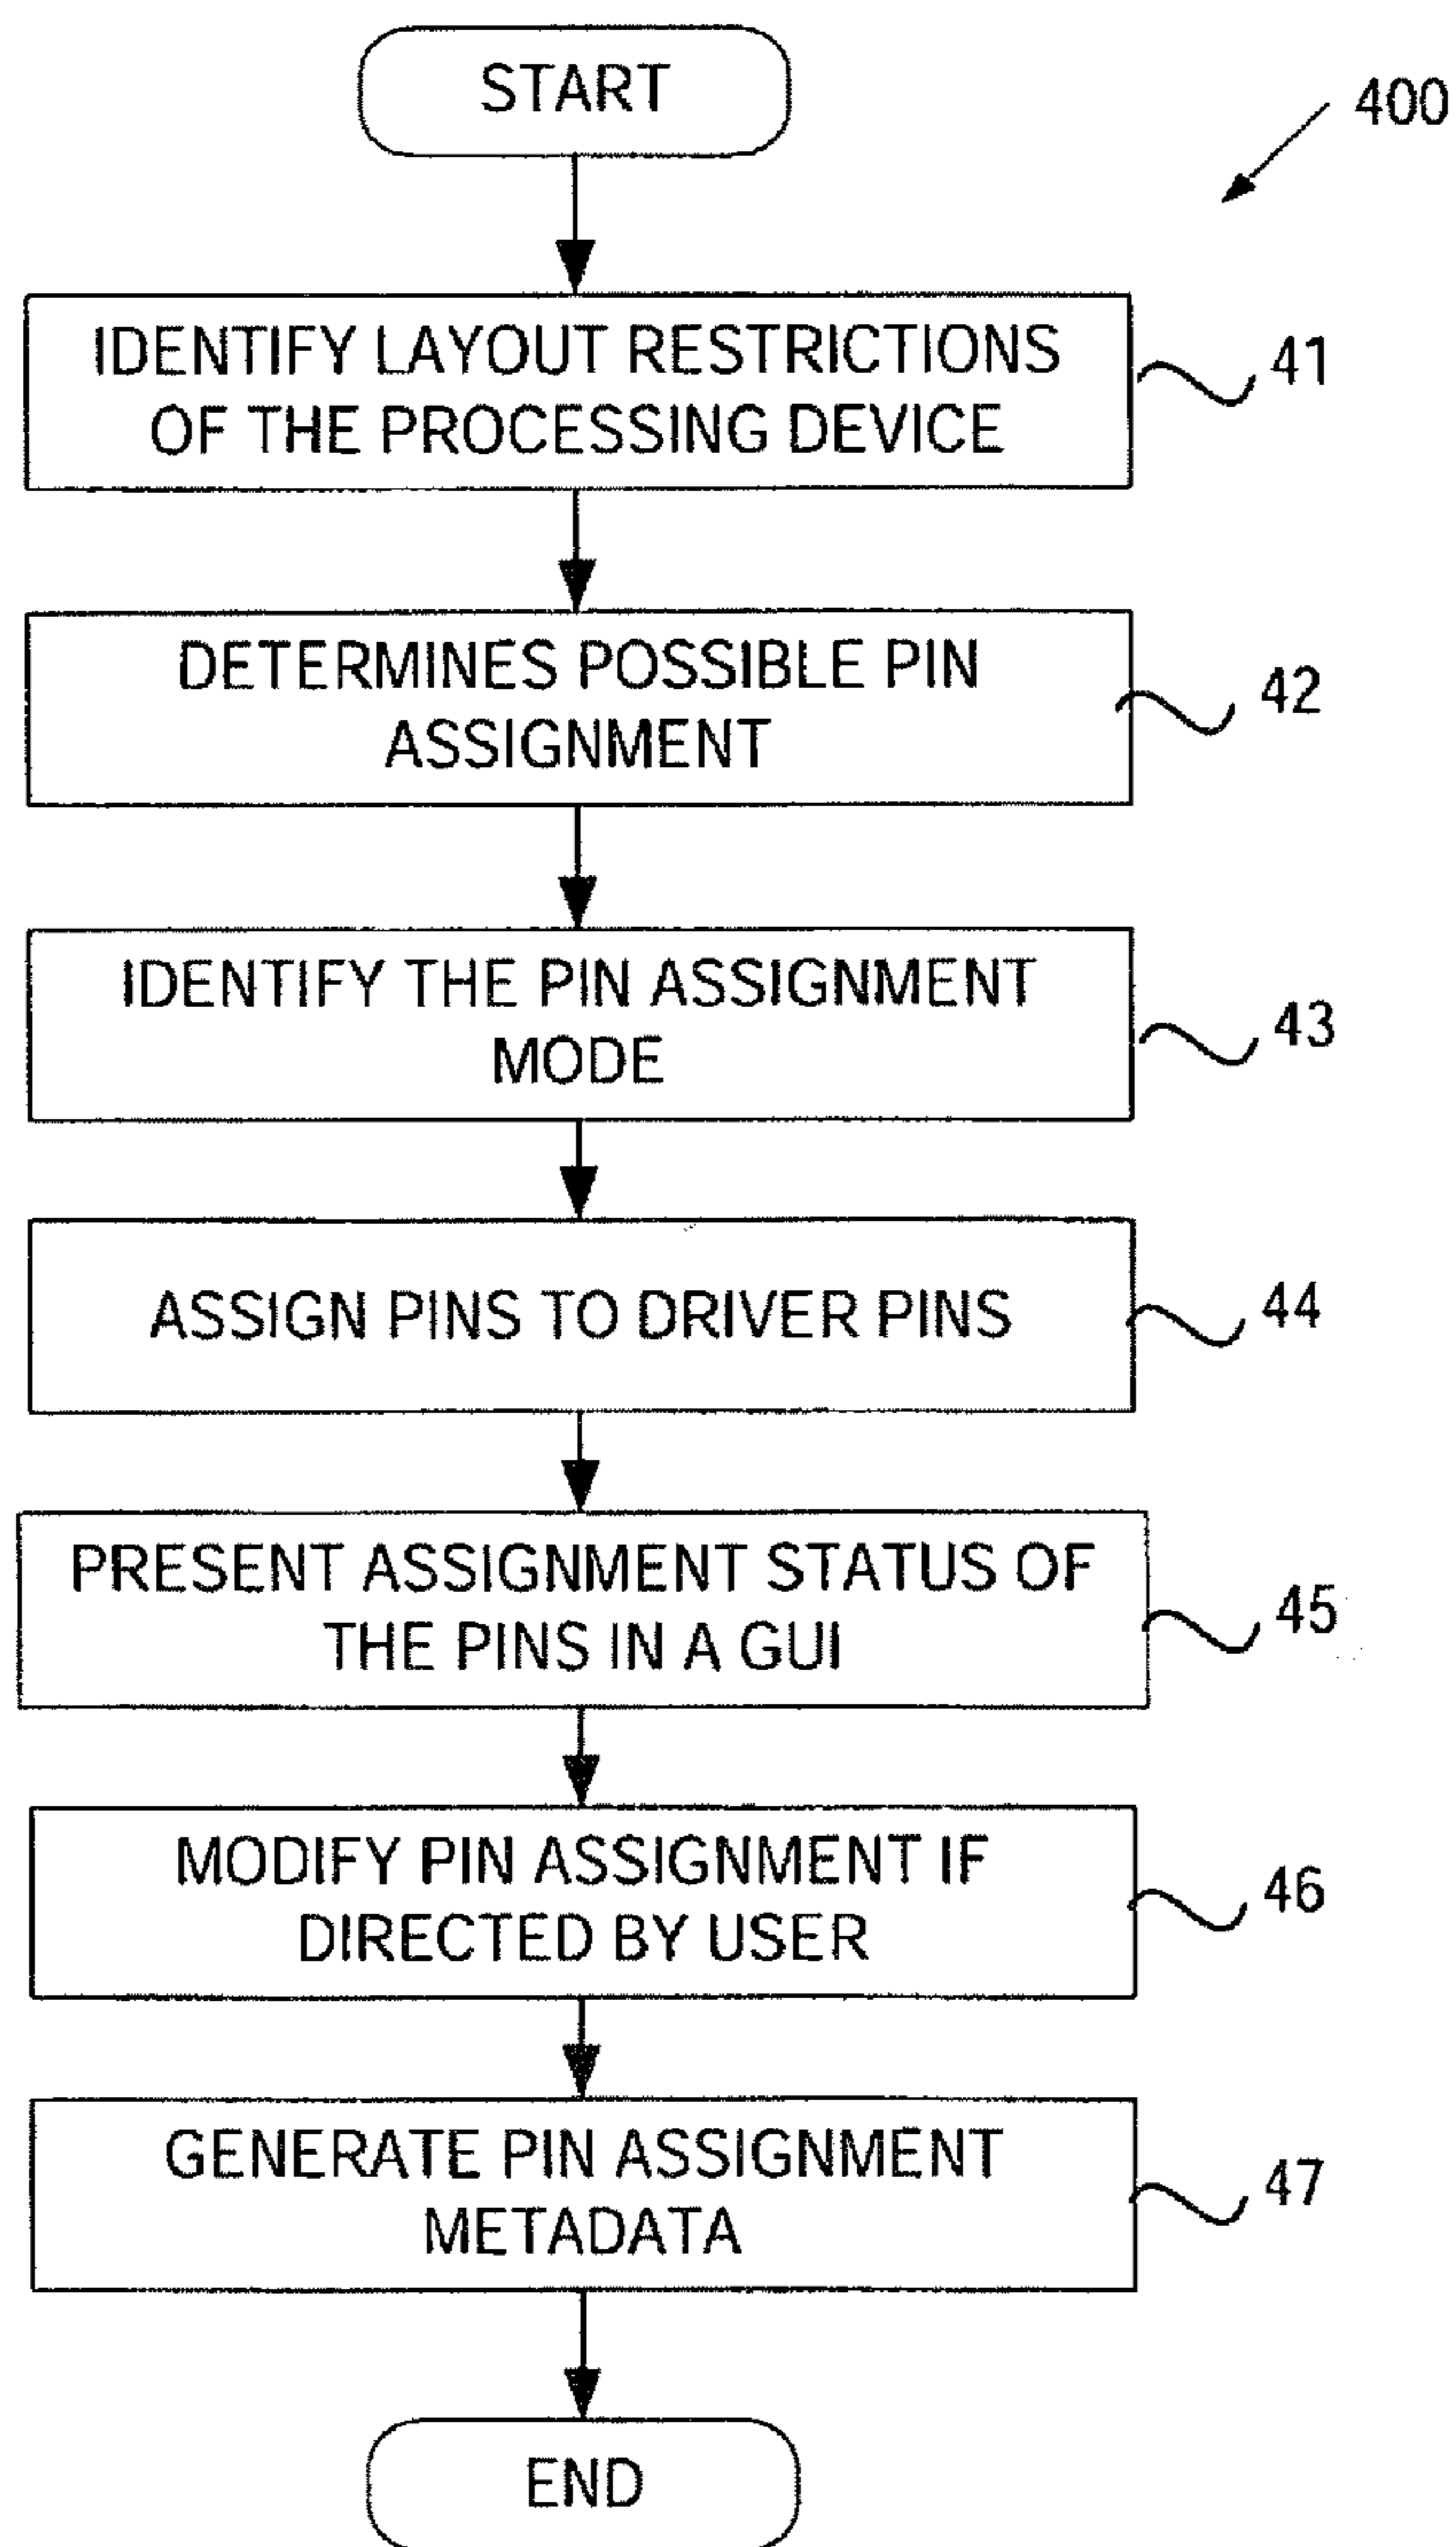 START
400
IDENTIFY LAYOUT RESTRICTIONS
OF THE PROCESSING DEVICE
41
DETERMINES POSSIBLE PIN
ASSIGNMENT
42
IDENTIFY THE PIN ASSIGNMENT
MODE
43
ASSIGN PINS TO DRIVER PINS
44
PRESENT ASSIGNMENT STATUS OF
THE PINS IN A GUI
45
MODIFY PIN ASSIGNMENT IF
DIRECTED BY USER
46
GENERATE PIN ASSIGNMENT
METADATA
47
END